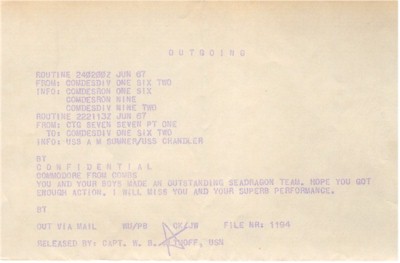 OUTGOING
ROUTINE JUN 67
FROM: COMDESDIV ONE SIX TWO
INFO: COMDESRON ONE SIX
COMDESRON NINE
COMDESDIV NINE TWO
ROUTINE 222113Z JUN 67
FROM: CTG SEVEN SEVEN PT ONE
TO: COMDESDIV ONE SIX TWO
INFO: USS A W SUMNER/USS CHANDLER
BT
CONFIDENTIAL
COMMODORE FROM COMBS
YOU AND YOUR BOYS MADE AN OUTSTANDING SEADRAGON TEAM. HOPE YOU GOT
ENOUGH ACTION. I WILL MISS YOU AND YOUR SUPERB PERFORMANCE.
BT
OUT VIA MAIL FILE NR: 1194
RELEASED BY: CAPT. USN